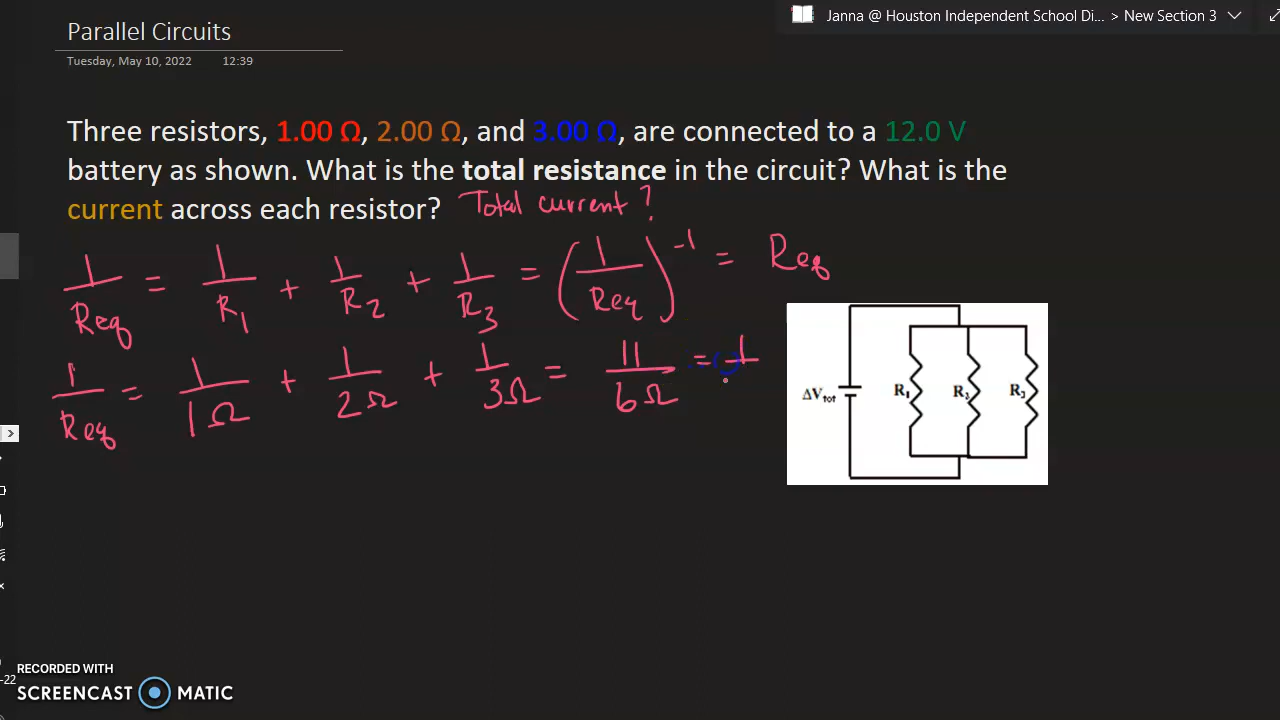 Janna @ Houston Independent School Di... > New Section 3
Parallel Circuits
Tuesday, May 10, 2022 12:39
Three resistors, 1.00 Ω, 2.00 Ω, and 3.00 Ω, are connected to a 12.0 V
battery as shown. What is the total resistance in the circuit? What is the
current across each resistor? Total current?
1/Req = 1/R1 + 1/R2 + 1/R3 = (1/Req)^-1 = Req
1/Req = 1/1Ω + 1/2Ω + 1/3Ω = 11/6Ω = 1/
ΔVtot R1 R3 R3
RECORDED WITH
SCREENCAST MATIC
-22